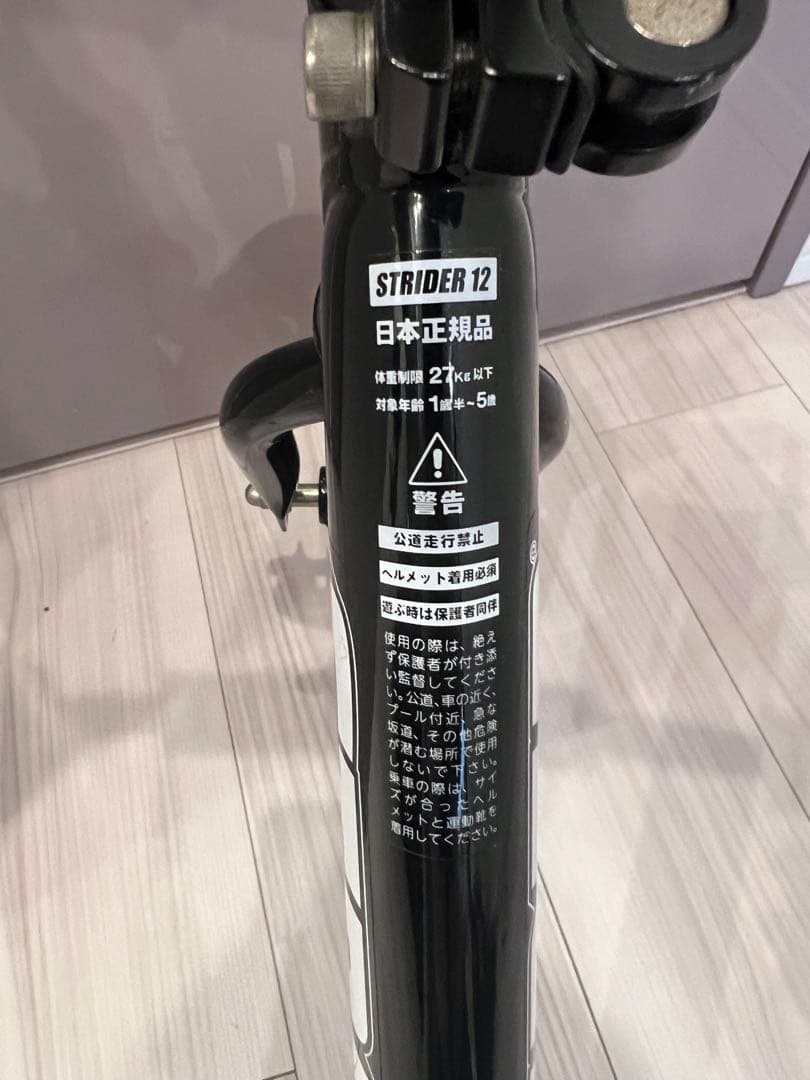 STRIDER 12
日本正規品
体重制限 27Kg 以下
対象年齢 1歳半~5歳
警告
公道走行禁止
ヘルメット着用必須
遊ぶ時は保護者同伴
使用の際は、絶え
ず保護者が付き添
い監督してくださ
い。公道、車の近く、
プール付近、急な
坂道、その他危険
が潜む場所で使用
しないで下さい。
乗車の際は、サイ
ズが合ったヘル
メットと運動靴を
着用してください。